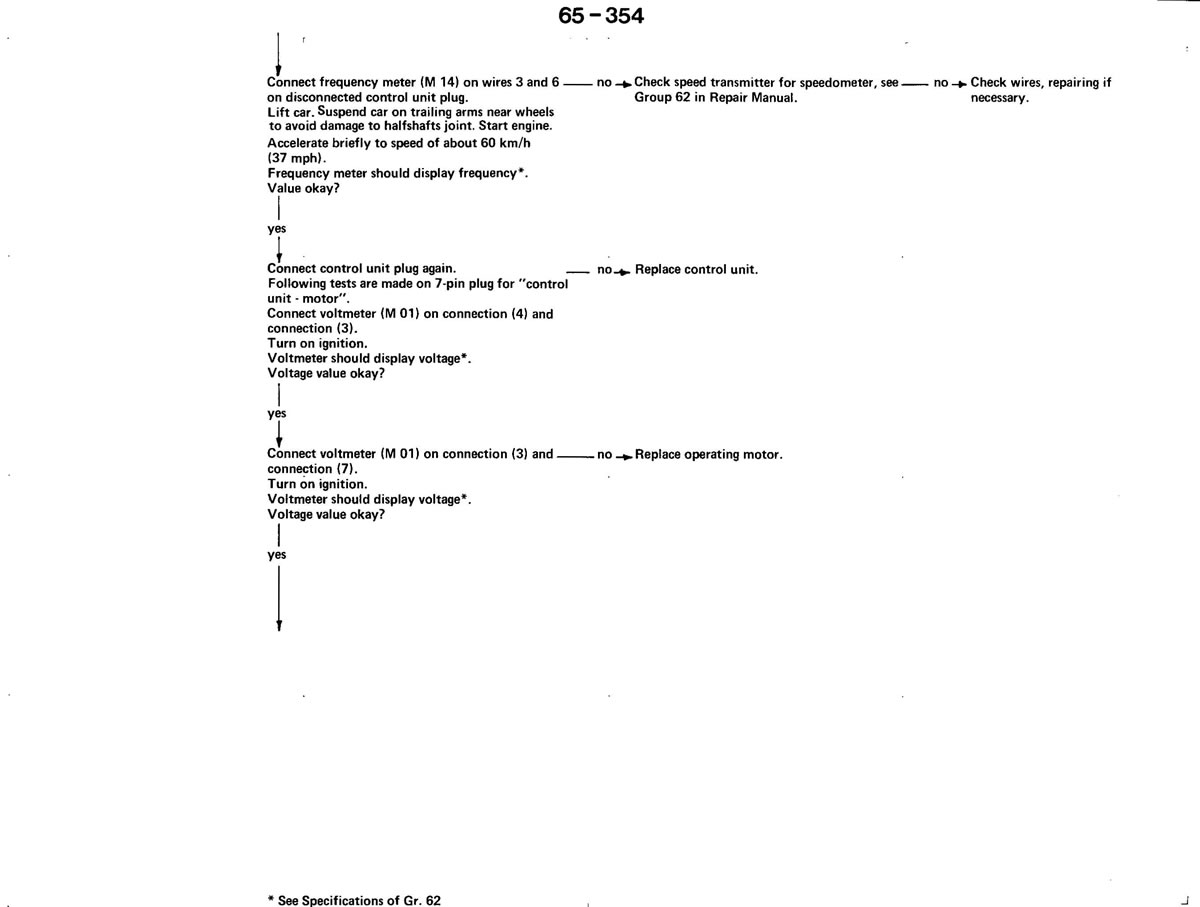 65-354
Connect frequency meter (M 14) on wires 3 and 6 no Check speed transmitter for speedometer, see no Check wires, repairing if
on disconnected control unit plug. Group 62 in Repair Manual. necessary.
Lift car. Suspend car on trailing arms near wheels
to avoid damage to halfshafts joint. Start engine.
Accelerate briefly to speed of about 60 km/h
(37 mph).
Frequency meter should display frequency*.
Value okay?
yes
Connect control unit plug again. no Replace control unit.
Following tests are made on 7-pin plug for "control
unit - motor".
Connect voltmeter (M 01) on connection (4) and
connection (3).
Turn on ignition.
Voltmeter should display voltage*.
Voltage value okay?
yes
Connect voltmeter (M 01) on connection (3) and no Replace operating motor.
connection (7).
Turn on ignition.
Voltmeter should display voltage*.
Voltage value okay?
yes
* See Specifications of Gr. 62